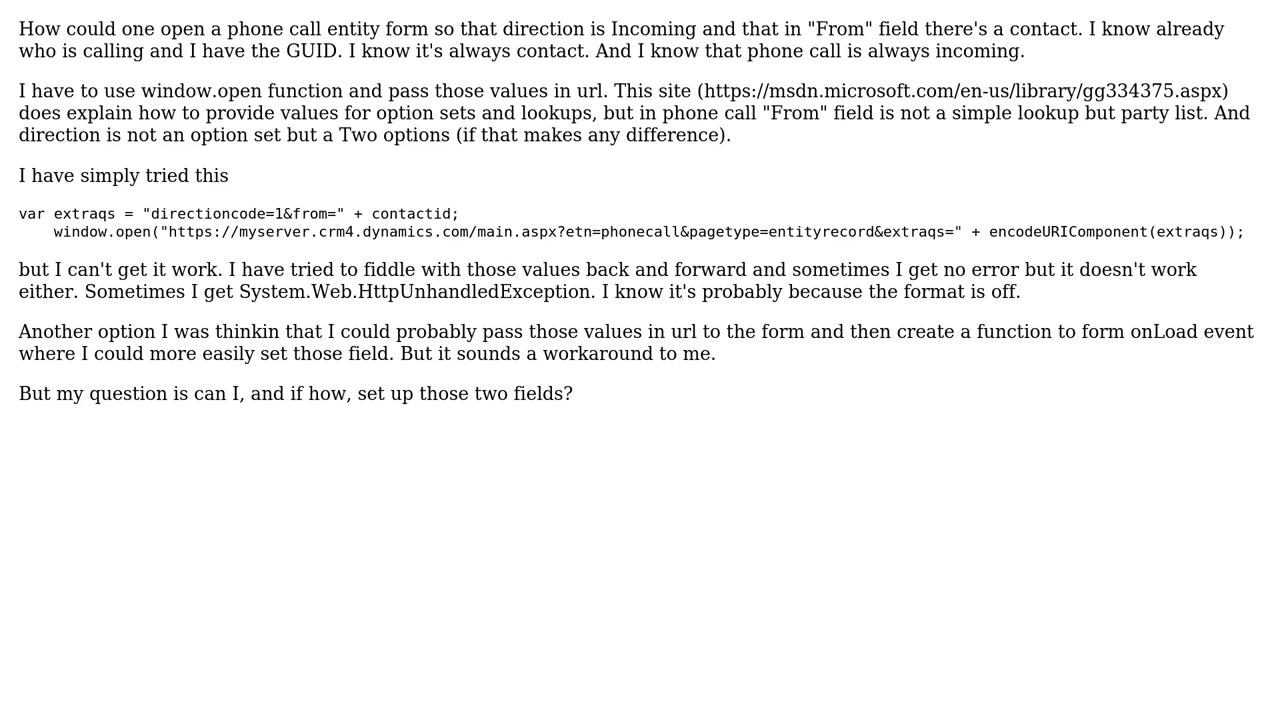 How could one open a phone call entity form so that direction is Incoming and that in "From" field there's a contact. I know already
who is calling and I have the GUID. I know it's always contact. And I know that phone call is always incoming.
I have to use window.open function and pass those values in url. This site (https://msdn.microsoft.com/en-us/library/gg334375.aspx)
does explain how to provide values for option sets and lookups, but in phone call "From" field is not a simple lookup but party list. And
direction is not an option set but a Two options (if that makes any difference).
I have simply tried this
var extraqs = "directioncode=1&from=" + contactid;
    window.open("https://myserver.crm4.dynamics.com/main.aspx?etn=phonecall&pagetype=entityrecord&extraqs=" + encodeURIComponent(extraqs));
but I can't get it work. I have tried to fiddle with those values back and forward and sometimes I get no error but it doesn't work
either. Sometimes I get System.Web.HttpUnhandledException. I know it's probably because the format is off.
Another option I was thinkin that I could probably pass those values in url to the form and then create a function to form onLoad event
where I could more easily set those field. But it sounds a workaround to me.
But my question is can I, and if how, set up those two fields?